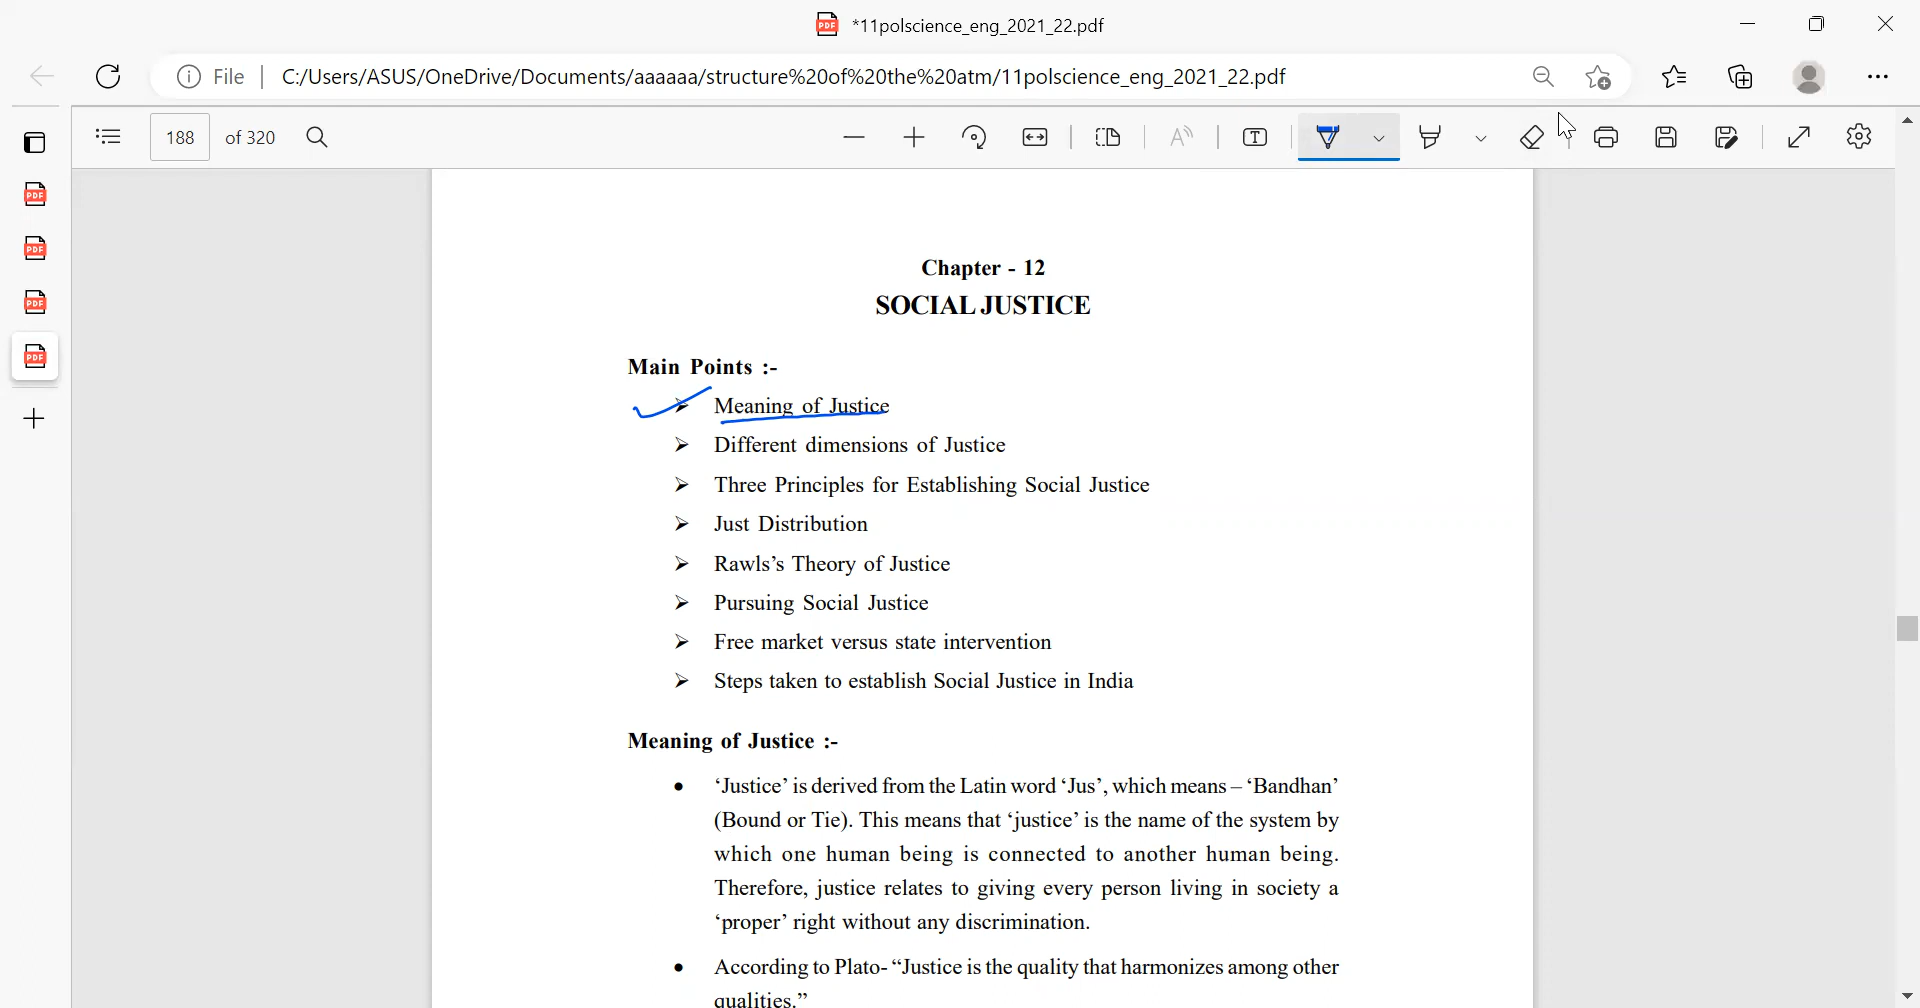 *11polscience_eng_2021_22.pdf
File C:/Users/ASUS/OneDrive/Documents/aaaaaa/structure%20of%20the%20atm/11polscience_eng_2021_22.pdf
188 of 320
Chapter - 12
SOCIAL JUSTICE
Main Points :-
➢ Meaning of Justice
➢ Different dimensions of Justice
➢ Three Principles for Establishing Social Justice
➢ Just Distribution
➢ Rawls’s Theory of Justice
➢ Pursuing Social Justice
➢ Free market versus state intervention
➢ Steps taken to establish Social Justice in India
Meaning of Justice :-
• ‘Justice’ is derived from the Latin word ‘Jus’, which means – ‘Bandhan’
(Bound or Tie). This means that ‘justice’ is the name of the system by
which one human being is connected to another human being.
Therefore, justice relates to giving every person living in society a
‘proper’ right without any discrimination.
• According to Plato- “Justice is the quality that harmonizes among other
qualities.”